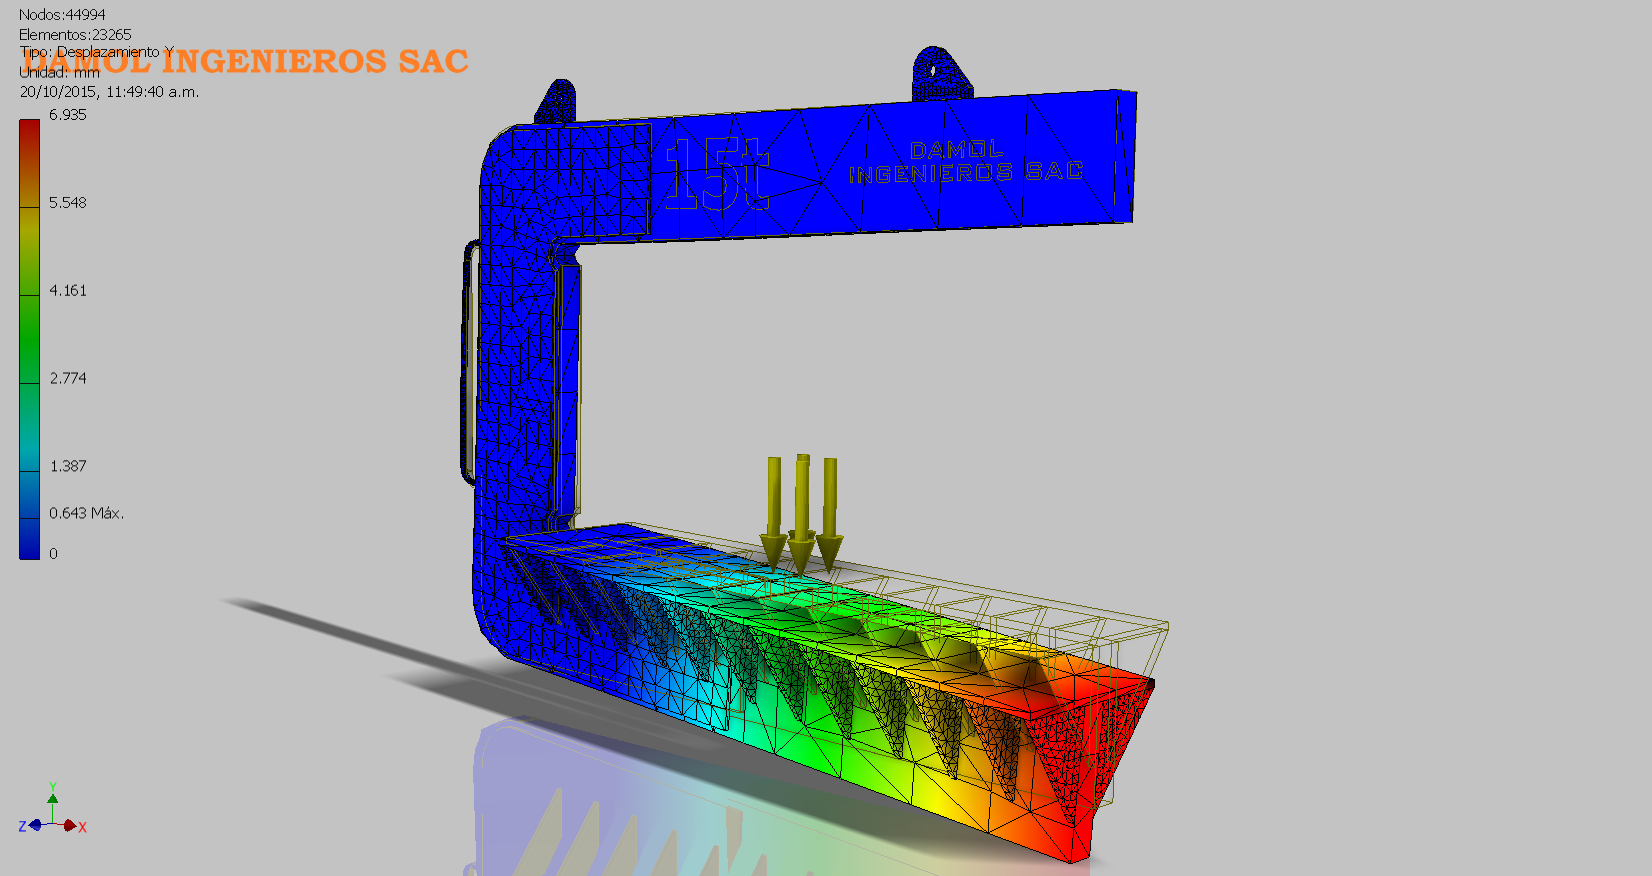 Nodos:44994
Elementos:23265
Tipo: Desplazamiento Y
DAMOL INGENIEROS SAC
Unidad: mm
20/10/2015, 11:49:40 a.m.
6.935
5.548
4.161
2.774
1.387
0.643 Máx.
0
15t
DAMOL
INGENIEROS SAC
Y
Z
X